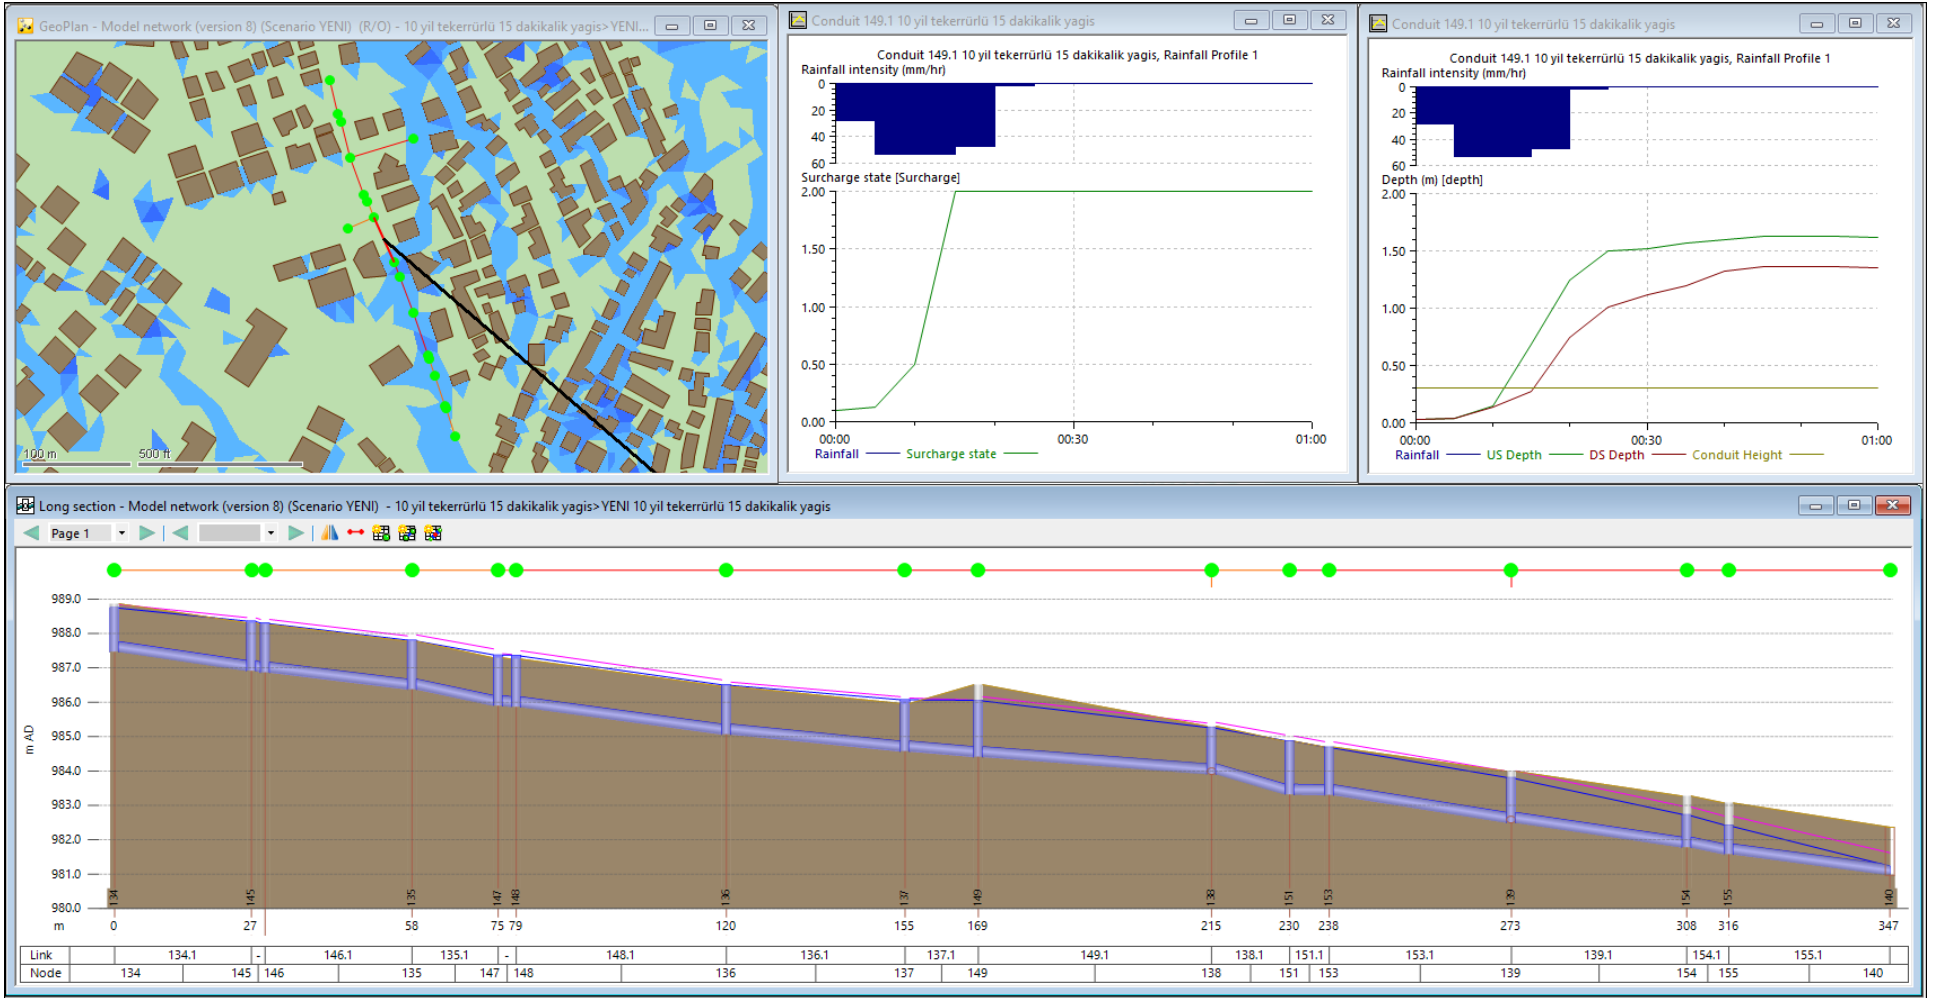 GeoPlan - Model network (version 8) (Scenario YENI) (R/O) - 10 yil tekerrürlü 15 dakikalik yagis>YENI...
100 m
500 ft
Conduit 149.1 10 yil tekerrürlü 15 dakikalik yagis
Conduit 149.1 10 yil tekerrürlü 15 dakikalik yagis, Rainfall Profile 1
Rainfall intensity (mm/hr)
0
20
40
60
Surcharge state [Surcharge]
2.00
1.50
1.00
0.50
0.00
00:00 00:30 01:00
Rainfall Surcharge state
Conduit 149.1 10 yil tekerrürlü 15 dakikalik yagis
Conduit 149.1 10 yil tekerrürlü 15 dakikalik yagis, Rainfall Profile 1
Rainfall intensity (mm/hr)
0
20
40
60
Depth (m) [depth]
2.00
1.50
1.00
0.50
0.00
00:00 00:30 01:00
Rainfall US Depth DS Depth Conduit Height
Long section - Model network (version 8) (Scenario YENI) - 10 yil tekerrürlü 15 dakikalik yagis>YENI 10 yil tekerrürlü 15 dakikalik yagis
Page 1
989.0
988.0
987.0
986.0
985.0
984.0
983.0
982.0
981.0
980.0
m AD
134 145 135 147 148 136 137 149 138 151 153 139 154 155 140
m 0 27 58 75 79 120 155 169 215 230 238 273 308 316 347
Link 134.1 - 146.1 135.1 - 148.1 136.1 137.1 149.1 138.1 151.1 153.1 139.1 154.1 155.1
Node 134 145 146 135 147 148 136 137 149 138 151 153 139 154 155 140